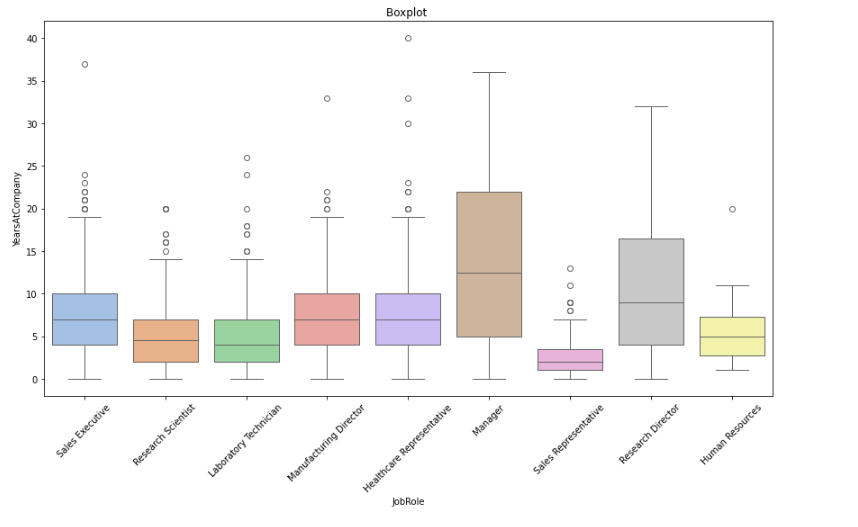 Boxplot
YearsAtCompany
40
35
30
25
20
15
10
5
0
Sales Executive
Research Scientist
Laboratory Technician
Manufacturing Director
Healthcare Representative
Manager
Sales Representative
Research Director
Human Resources
JobRole